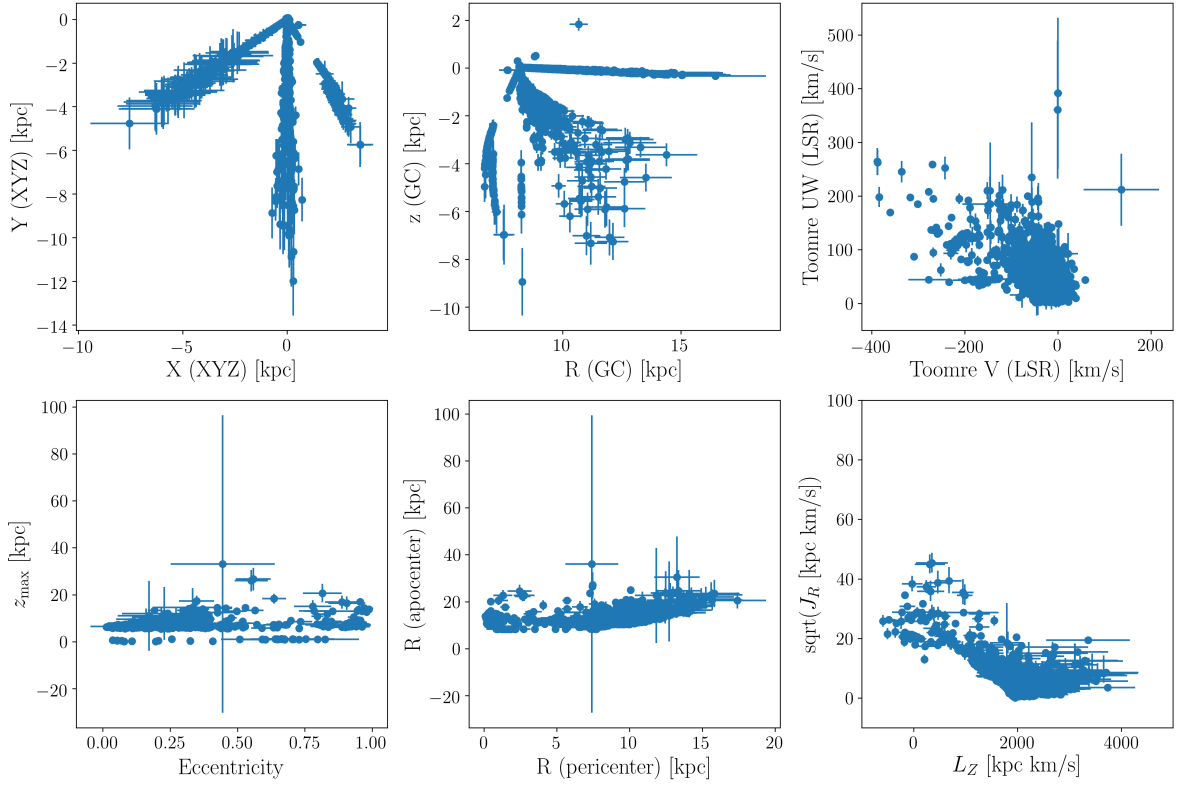 0
−2
−4
−6
−8
−10
−12
−14
Y (XYZ) [kpc]
−10 −5 0
X (XYZ) [kpc]
2
0
−2
−4
−6
−8
−10
z (GC) [kpc]
10 15
R (GC) [kpc]
500
400
300
200
100
0
Toomre UW (LSR) [km/s]
−400 −200 0 200
Toomre V (LSR) [km/s]
100
80
60
40
20
0
−20
z_max [kpc]
0.00 0.25 0.50 0.75 1.00
Eccentricity
100
80
60
40
20
0
−20
R (apocenter) [kpc]
0 5 10 15 20
R (pericenter) [kpc]
100
80
60
40
20
0
sqrt(J_R [kpc km/s])
0 2000 4000
L_Z [kpc km/s]